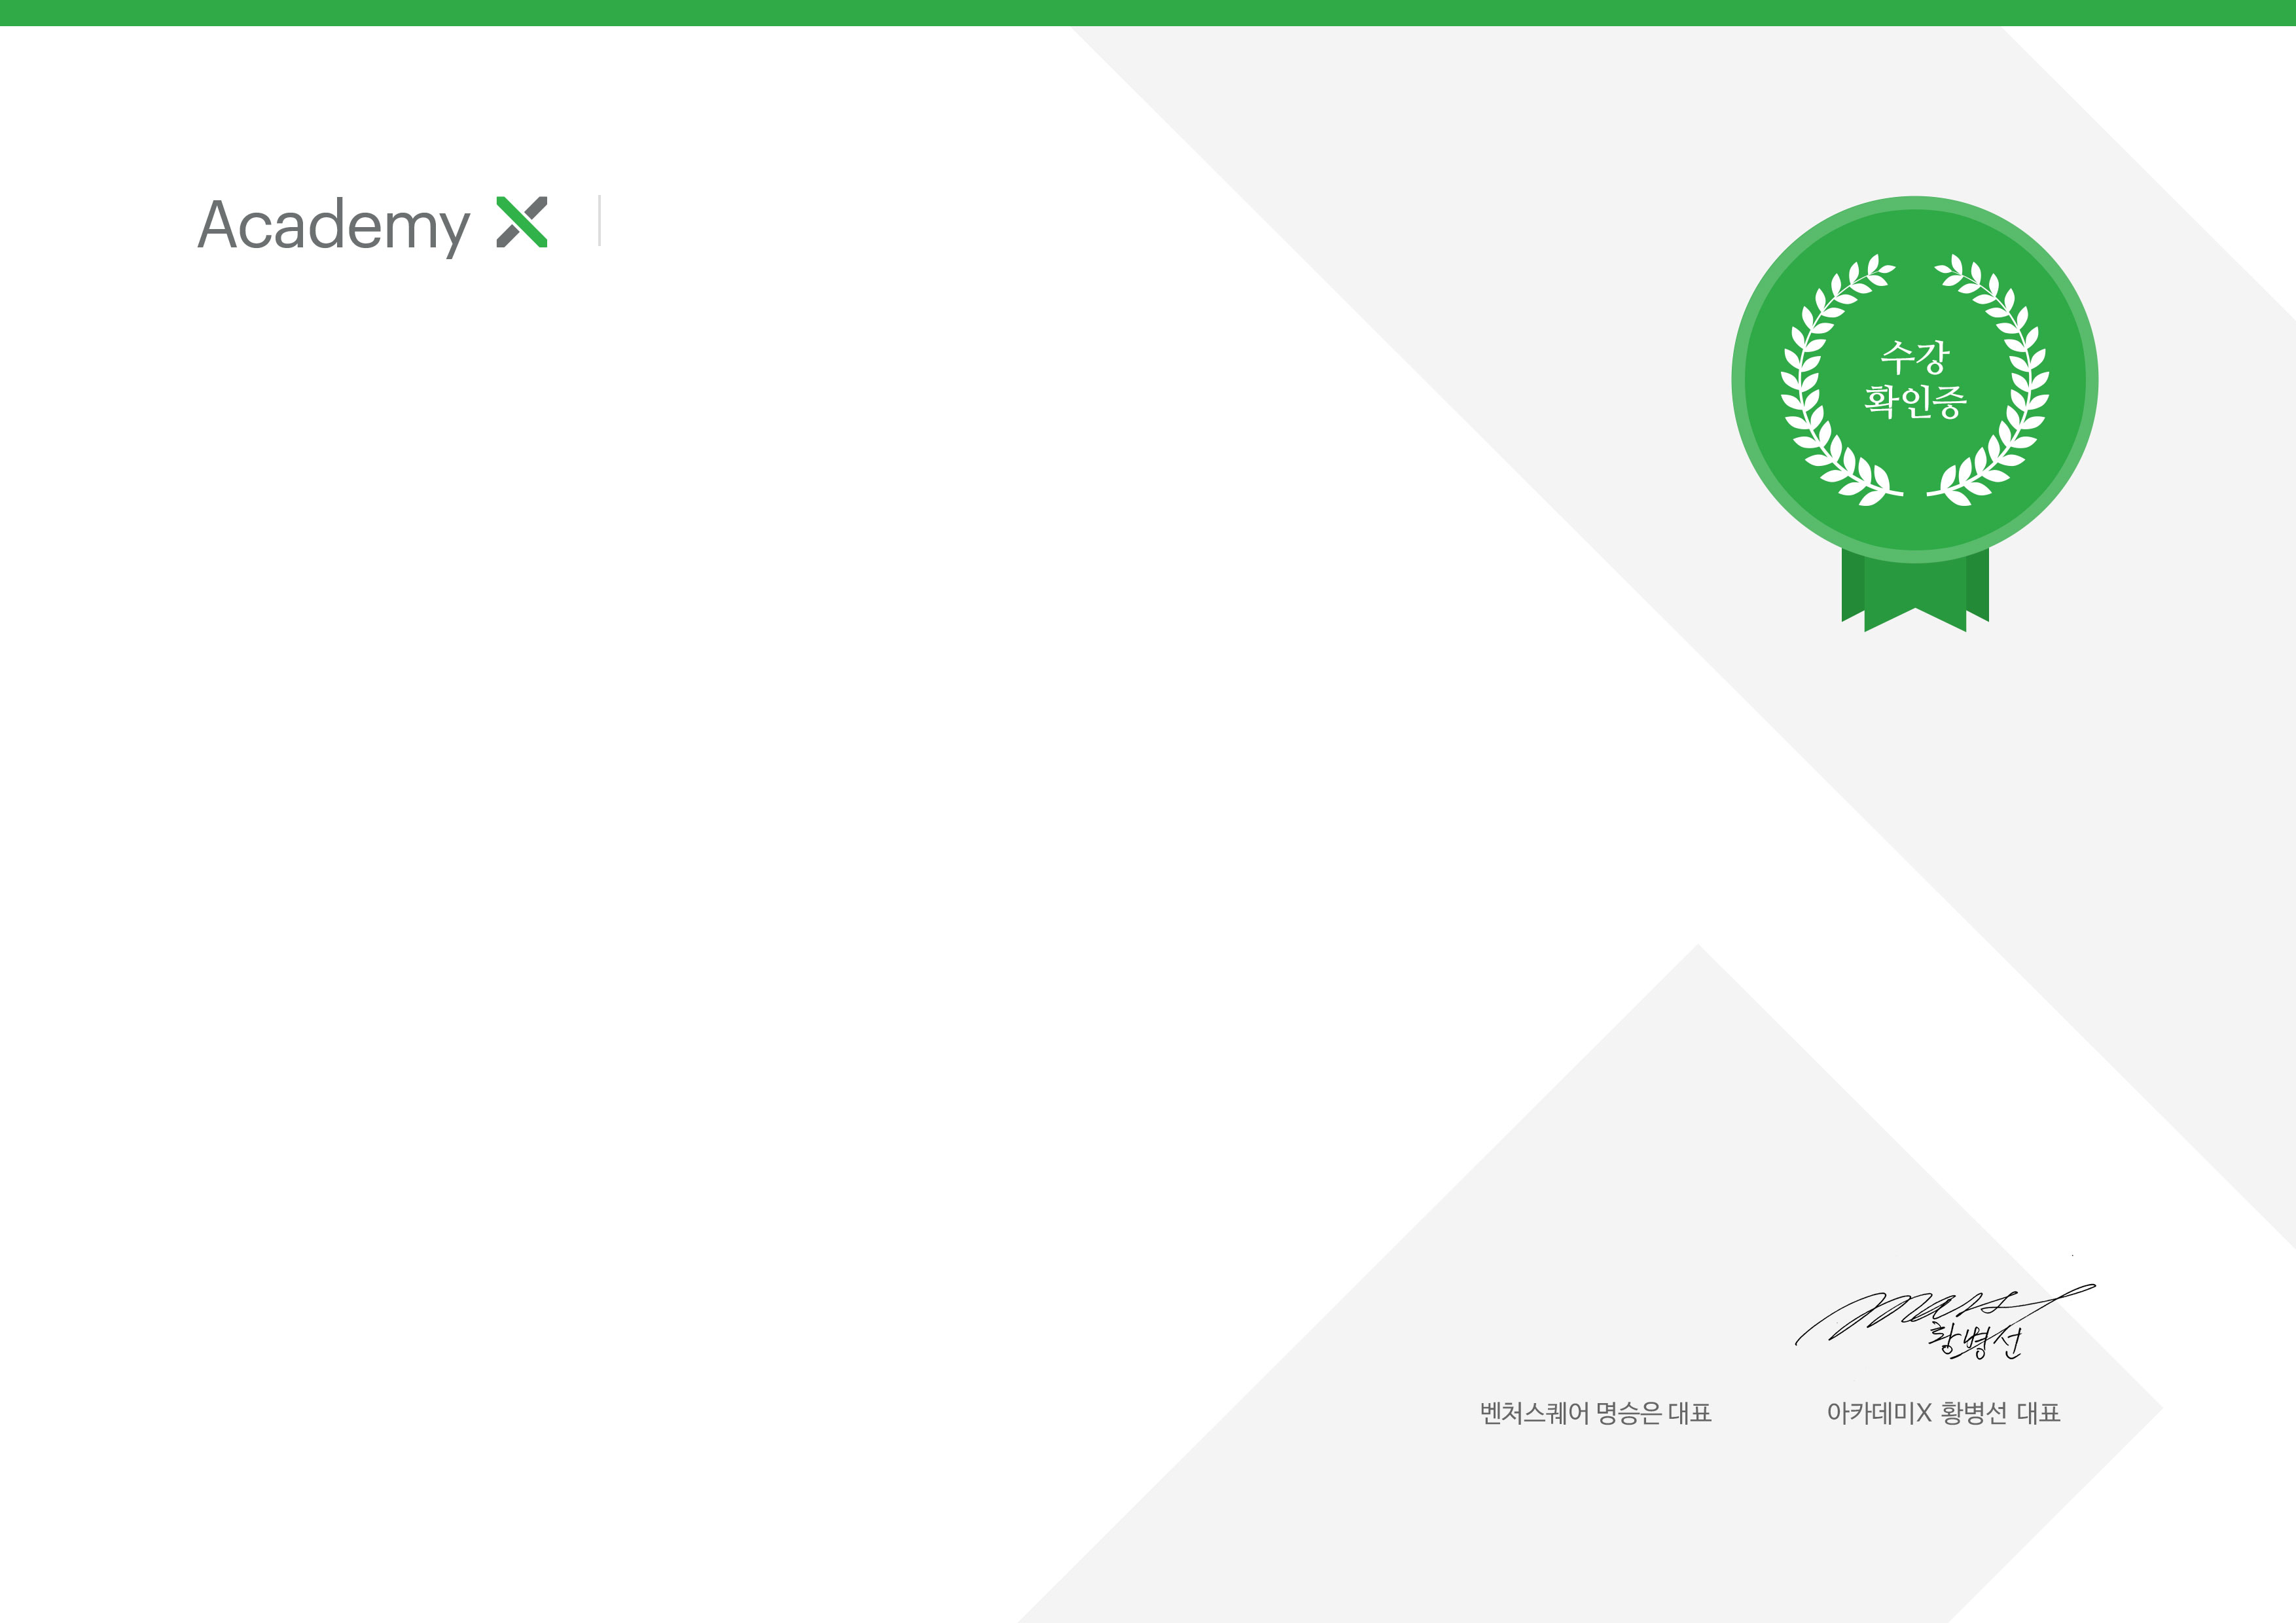 Academy X
수강
확인증
황병선
벤처스퀘어 명승은 대표
아카데미X 황병선 대표